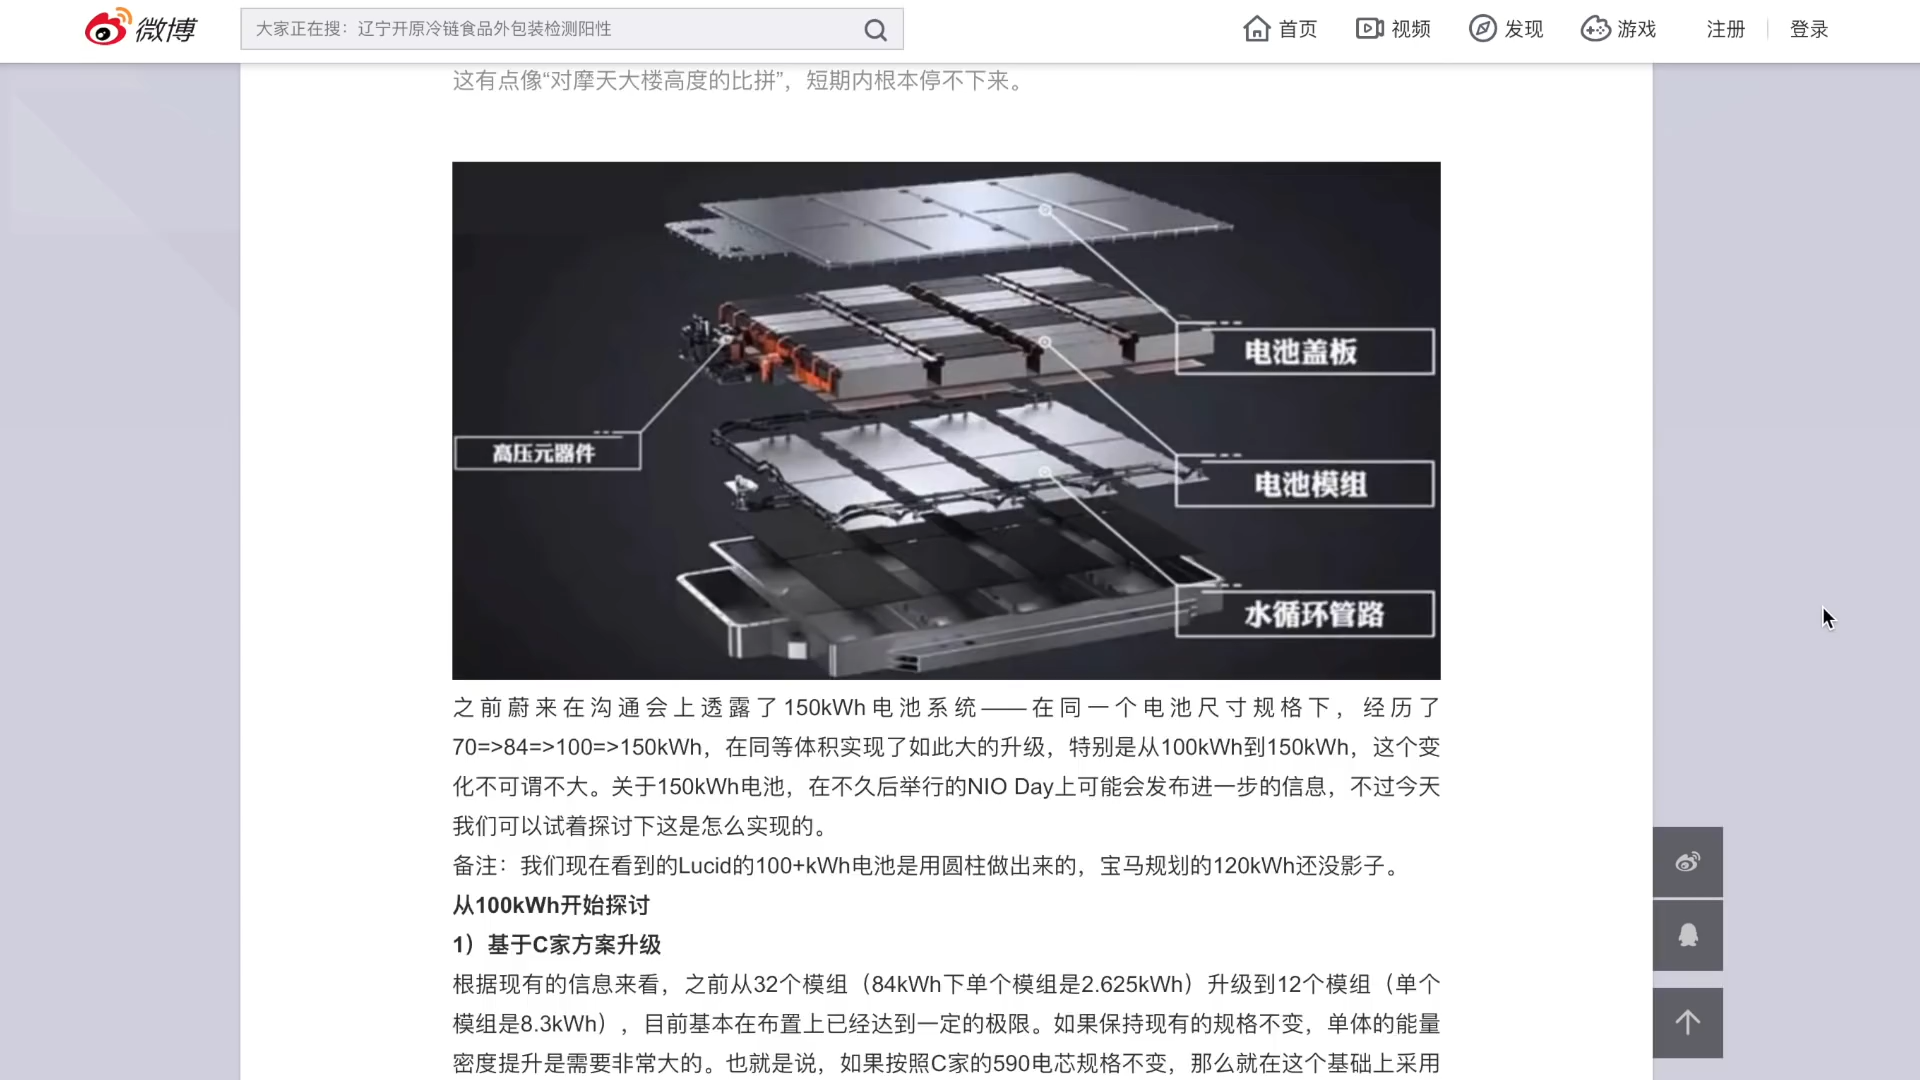 微博
大家正在搜：辽宁开原冷链食品外包装检测阳性
首页
视频
发现
游戏
注册
登录
这有点像“对摩天大楼高度的比拼”，短期内根本停不下来。
电池盖板
高压元器件
电池模组
水循环管路
之前蔚来在沟通会上透露了150kWh电池系统——在同一个电池尺寸规格下，经历了
70=>84=>100=>150kWh，在同等体积实现了如此大的升级，特别是从100kWh到150kWh，这个变
化不可谓不大。关于150kWh电池，在不久后举行的NIO Day上可能会发布进一步的信息，不过今天
我们可以试着探讨下这是怎么实现的。
备注：我们现在看到的Lucid的100+kWh电池是用圆柱做出来的，宝马规划的120kWh还没影子。
从100kWh开始探讨
1）基于C家方案升级
根据现有的信息来看，之前从32个模组（84kWh下单个模组是2.625kWh）升级到12个模组（单个
模组是8.3kWh），目前基本在布置上已经达到一定的极限。如果保持现有的规格不变，单体的能量
密度提升是需要非常大的。也就是说，如果按照C家的590电芯规格不变，那么就在这个基础上采用